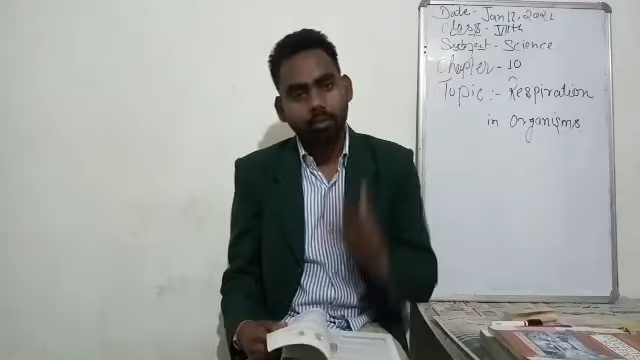 Date - Jan 12, 2021
Class - VIIth
Subject - Science
Chapter - 10
Topic :- Respiration
in Organisms